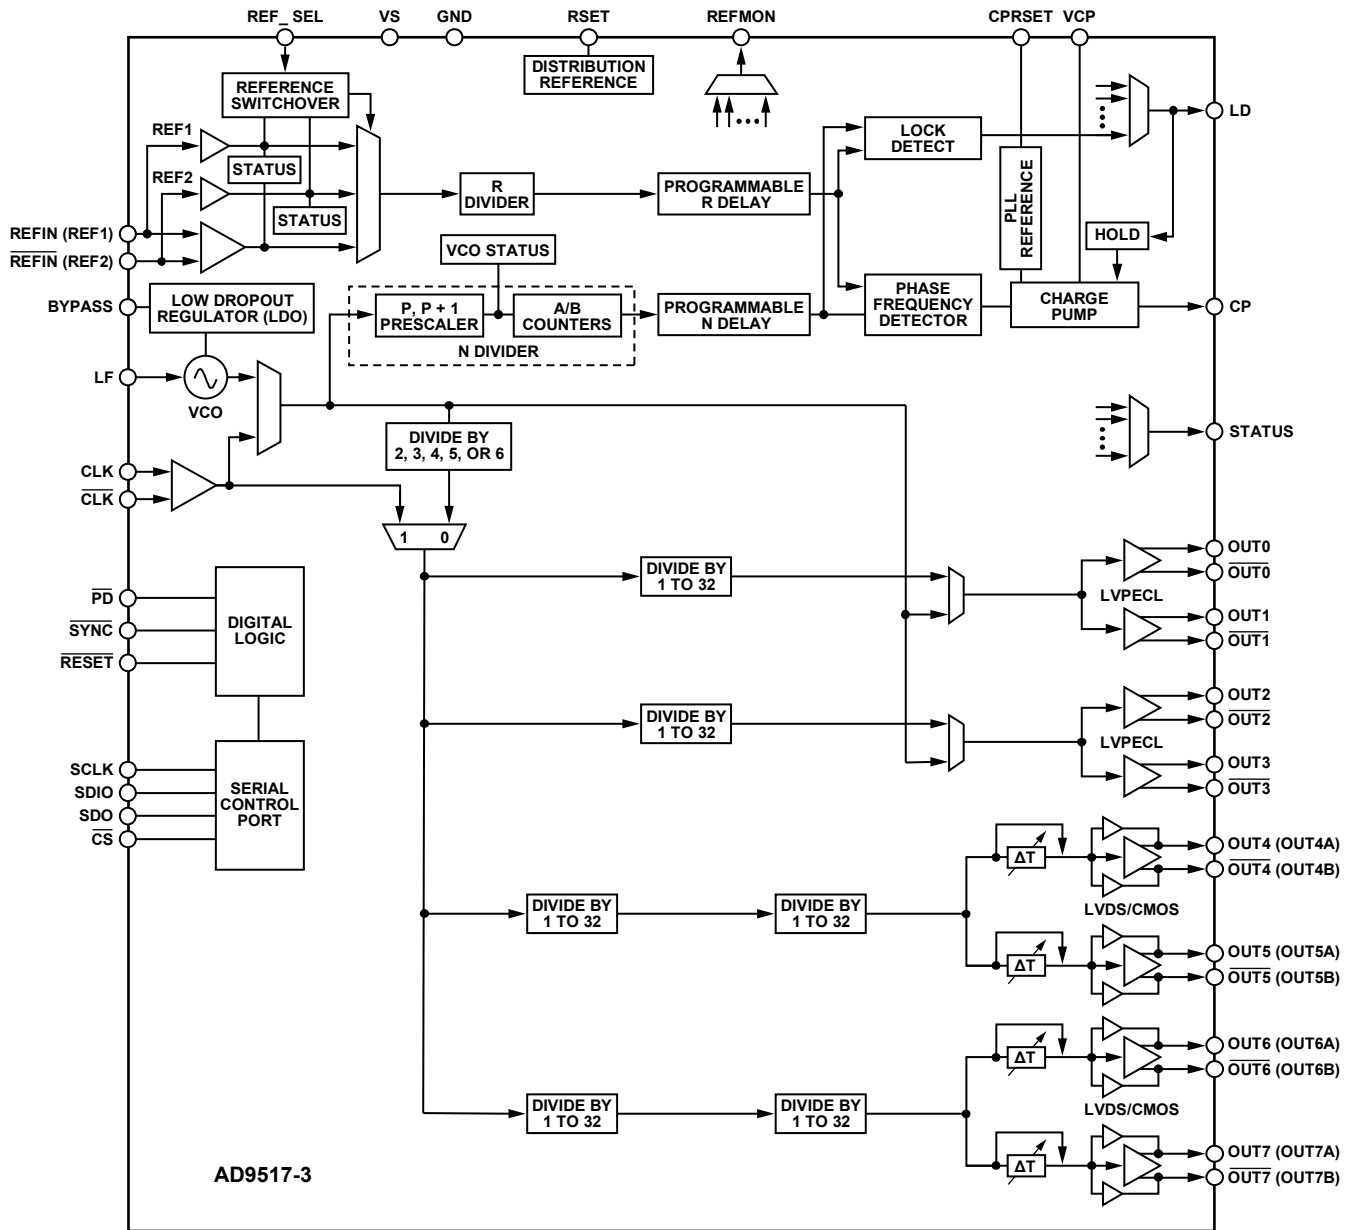 REF_ SEL
VS
GND
RSET
REFMON
CPRSET
VCP
DISTRIBUTION
REFERENCE
REFERENCE
SWITCHOVER
REF1
STATUS
REF2
STATUS
REFIN (REF1)
REFIN (REF2)
BYPASS
LOW DROPOUT
REGULATOR (LDO)
LF
VCO
CLK
CLK
R
DIVIDER
VCO STATUS
P, P + 1
PRESCALER
A/B
COUNTERS
N DIVIDER
PROGRAMMABLE
R DELAY
PROGRAMMABLE
N DELAY
LOCK
DETECT
PHASE
FREQUENCY
DETECTOR
PLL
REFERENCE
HOLD
CHARGE
PUMP
LD
CP
STATUS
DIVIDE BY
2, 3, 4, 5, OR 6
1 0
PD
SYNC
RESET
DIGITAL
LOGIC
SCLK
SDIO
SDO
CS
SERIAL
CONTROL
PORT
DIVIDE BY
1 TO 32
LVPECL
OUT0
OUT0
OUT1
OUT1
DIVIDE BY
1 TO 32
LVPECL
OUT2
OUT2
OUT3
OUT3
DIVIDE BY
1 TO 32
DIVIDE BY
1 TO 32
ΔT
ΔT
LVDS/CMOS
OUT4 (OUT4A)
OUT4 (OUT4B)
OUT5 (OUT5A)
OUT5 (OUT5B)
DIVIDE BY
1 TO 32
DIVIDE BY
1 TO 32
ΔT
ΔT
LVDS/CMOS
OUT6 (OUT6A)
OUT6 (OUT6B)
OUT7 (OUT7A)
OUT7 (OUT7B)
AD9517-3